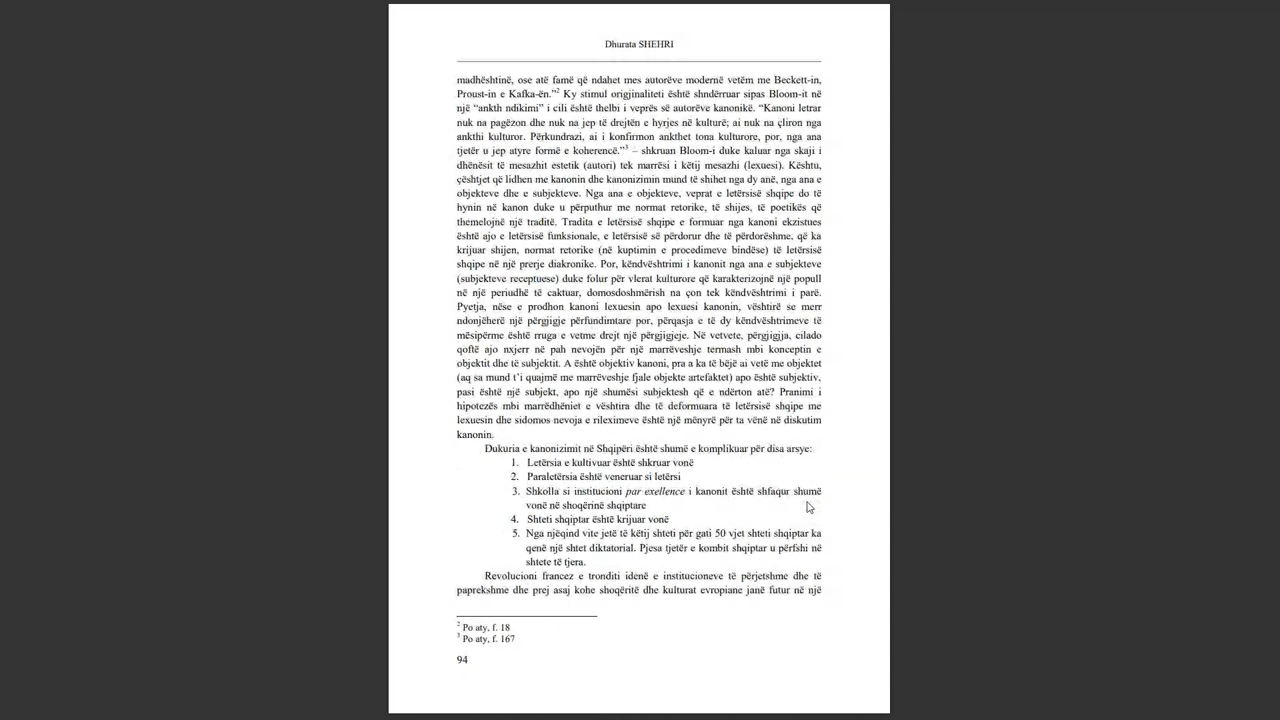 Dhurata SHEHRI
madhështinë, ose atë famë që ndahet mes autorëve modernë vetëm me Beckett-in,
Proust-in e Kafka-ën.”2 Ky stimul origjinaliteti është shndërruar sipas Bloom-it në
një “ankth ndikimi” i cili është thelbi i veprës së autorëve kanonikë. “Kanoni letrar
nuk na pagëzon dhe nuk na jep të drejtën e hyrjes në kulturë; ai nuk na çliron nga
ankthi kulturor. Përkundrazi, ai i konfirmon ankthet tona kulturore, por, nga ana
tjetër u jep atyre formë e koherencë.”3 – shkruan Bloom-i duke kaluar nga skaji i
dhënësit të mesazhit estetik (autori) tek marrësi i këtij mesazhi (lexuesi). Kështu,
çështjet që lidhen me kanonin dhe kanonizimin mund të shihet nga dy anë, nga ana e
objekteve dhe e subjekteve. Nga ana e objekteve, veprat e letërsisë shqipe do të
hynin në kanon duke u përputhur me normat retorike, të shijes, të poetikës që
themelojnë një traditë. Tradita e letërsisë shqipe e formuar nga kanoni ekzistues
është ajo e letërsisë funksionale, e letërsisë së përdorur dhe të përdorëshme, që ka
krijuar shijen, normat retorike (në kuptimin e procedimeve bindëse) të letërsisë
shqipe në një prerje diakronike. Por, këndvështrimi i kanonit nga ana e subjekteve
(subjekteve receptuese) duke folur për vlerat kulturore që karakterizojnë një popull
në një periudhë të caktuar, domosdoshmërish na çon tek këndvështrimi i parë.
Pyetja, nëse e prodhon kanoni lexuesin apo lexuesi kanonin, vështirë se merr
ndonjëherë një përgjigje përfundimtare por, përqasja e të dy këndvështrimeve të
mësipërme është rruga e vetme drejt një përgjigjeje. Në vetvete, përgjigjja, cilado
qoftë ajo nxjerr në pah nevojën për një marrëveshje termash mbi konceptin e
objektit dhe të subjektit. A është objektiv kanoni, pra a ka të bëjë ai vetë me objektet
(aq sa mund t’i quajmë me marrëveshje fjale objekte artefaktet) apo është subjektiv,
pasi është një subjekt, apo një shumësi subjektesh që e ndërton atë? Pranimi i
hipotezës mbi marrëdhëniet e vështira dhe të deformuara të letërsisë shqipe me
lexuesin dhe sidomos nevoja e rileximeve është një mënyrë për ta vënë në diskutim
kanonin.
Dukuria e kanonizimit në Shqipëri është shumë e komplikuar për disa arsye:
1. Letërsia e kultivuar është shkruar vonë
2. Paraletërsia është veneruar si letërsi
3. Shkolla si institucioni par exellence i kanonit është shfaqur shumë
vonë në shoqërinë shqiptare
4. Shteti shqiptar është krijuar vonë
5. Nga njëqind vite jetë të këtij shteti për gati 50 vjet shteti shqiptar ka
qenë një shtet diktatorial. Pjesa tjetër e kombit shqiptar u përfshi në
shtete të tjera.
Revolucioni francez e tronditi idenë e institucioneve të përjetshme dhe të
paprekshme dhe prej asaj kohe shoqëritë dhe kulturat evropiane janë futur në një
2 Po aty, f. 18
3 Po aty, f. 167
94